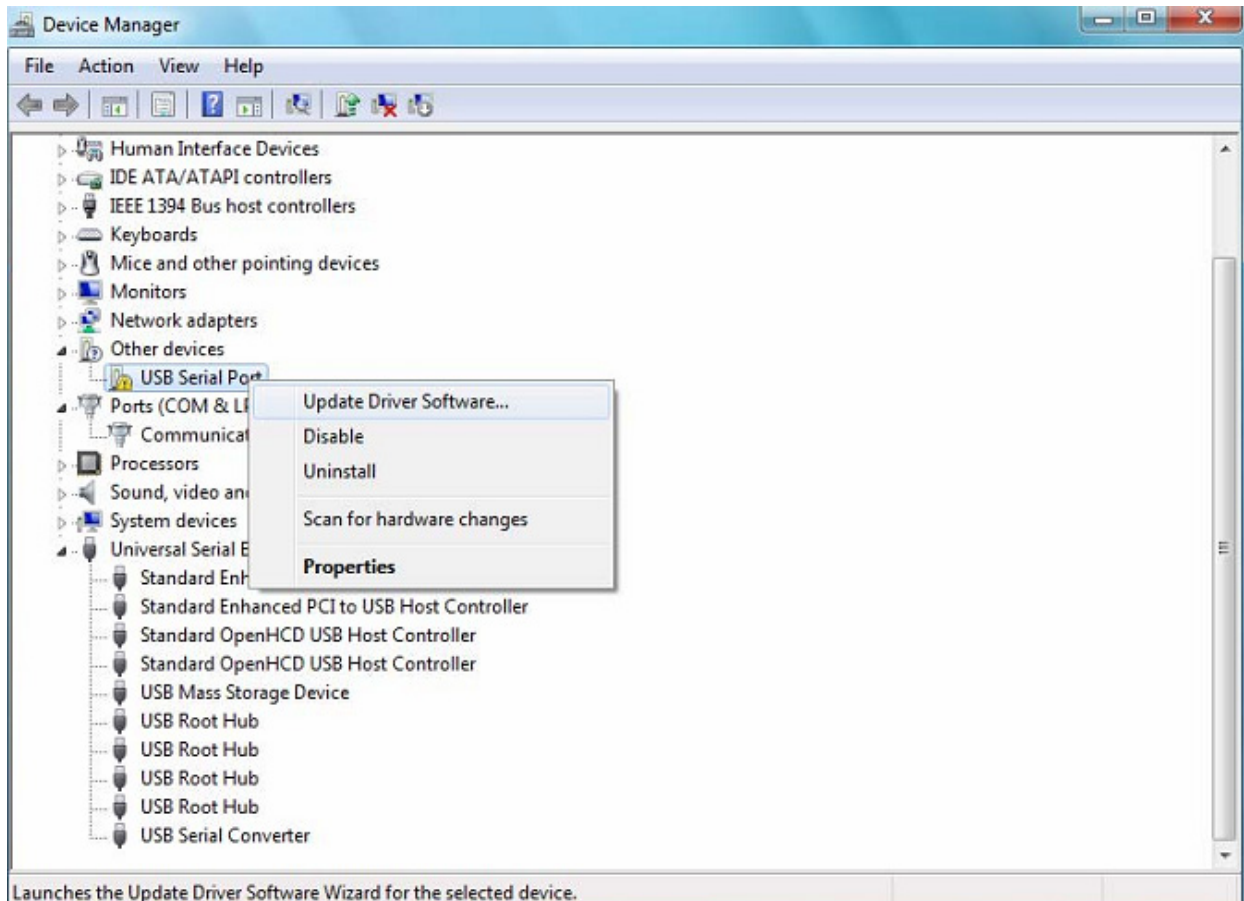 Device Manager
File Action View Help
Human Interface Devices
IDE ATA/ATAPI controllers
IEEE 1394 Bus host controllers
Keyboards
Mice and other pointing devices
Monitors
Network adapters
Other devices
USB Serial Port
Ports (COM &
Update Driver Software...
Disable
Processors
Uninstall
Sound, video
System devices
Scan for hardware changes
Universal Serial
Properties
Standard
Standard Enhanced PCI to USB Host Controller
Standard OpenHCD USB Host Controller
Standard OpenHCD USB Host Controller
USB Mass Storage Device
USB Root Hub
USB Root Hub
USB Root Hub
USB Root Hub
USB Serial Converter
Launches the Update Driver Software Wizard for the selected device.